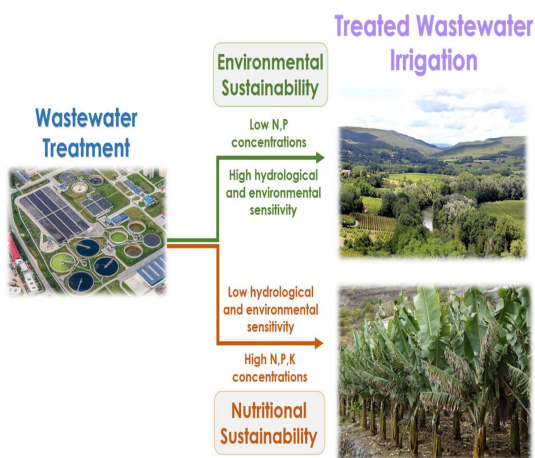 Treated Wastewater
Irrigation
Environmental
Sustainability
Wastewater
Treatment
Low N,P
concentrations
High hydrological
and environmental
sensitivity
Low hydrological
and environmental
sensitivity
High N,P,K
concentrations
Nutritional
Sustainability